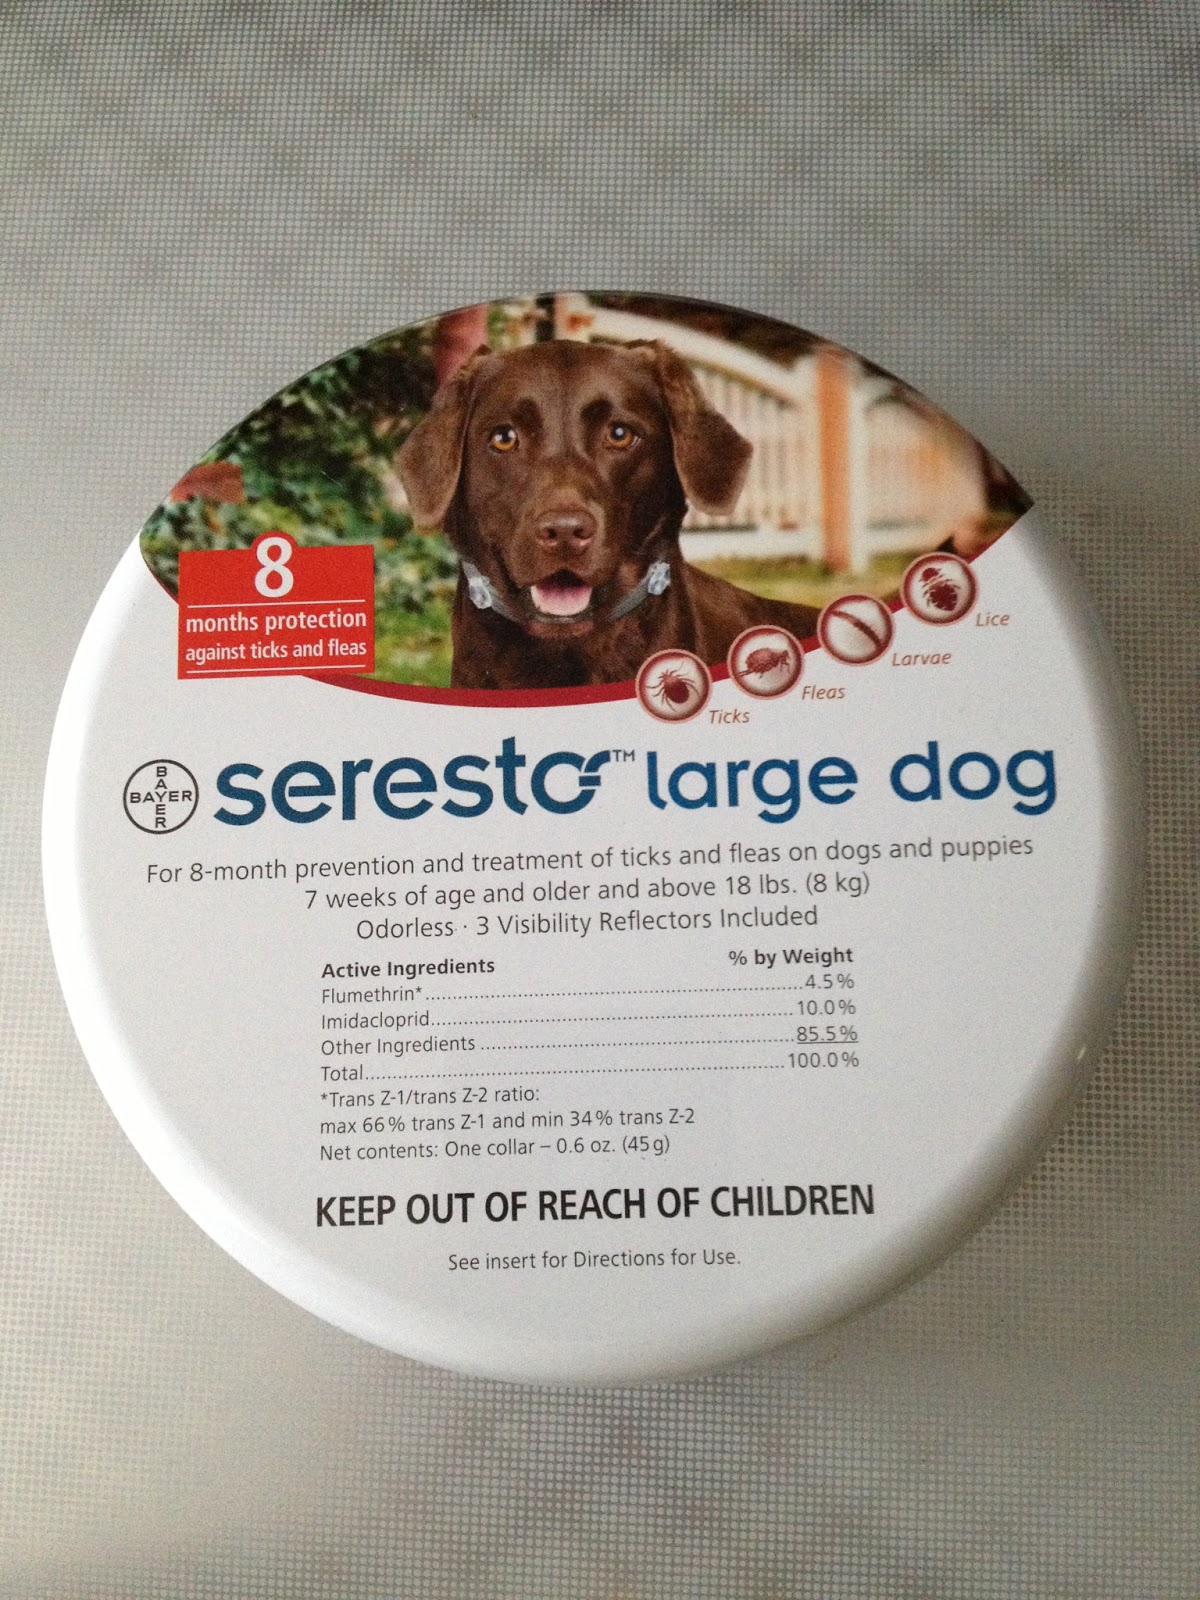 8
months protection
against ticks and fleas
Lice
Larvae
Fleas
Ticks
BAYER
BAYER
seresto™ large dog
For 8-month prevention and treatment of ticks and fleas on dogs and puppies
7 weeks of age and older and above 18 lbs. (8 kg)
Odorless · 3 Visibility Reflectors Included
Active Ingredients % by Weight
Flumethrin*..........4.5%
Imidacloprid..........10.0%
Other Ingredients..........85.5%
Total..........100.0%
*Trans Z-1/trans Z-2 ratio:
max 66% trans Z-1 and min 34% trans Z-2
Net contents: One collar – 0.6 oz. (45g)
KEEP OUT OF REACH OF CHILDREN
See insert for Directions for Use.